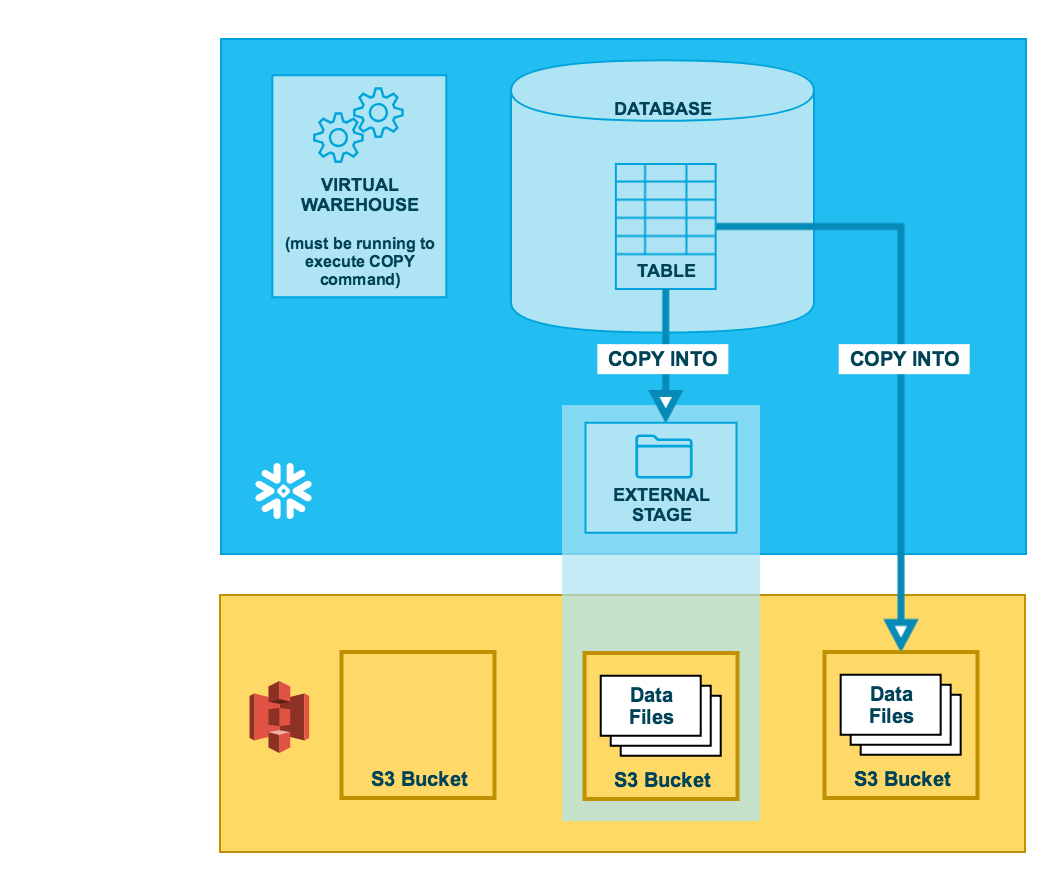 DATABASE
VIRTUAL
WAREHOUSE
(must be running to
execute COPY
command)
TABLE
COPY INTO
COPY INTO
EXTERNAL
STAGE
Data
Files
Data
Files
S3 Bucket
S3 Bucket
S3 Bucket